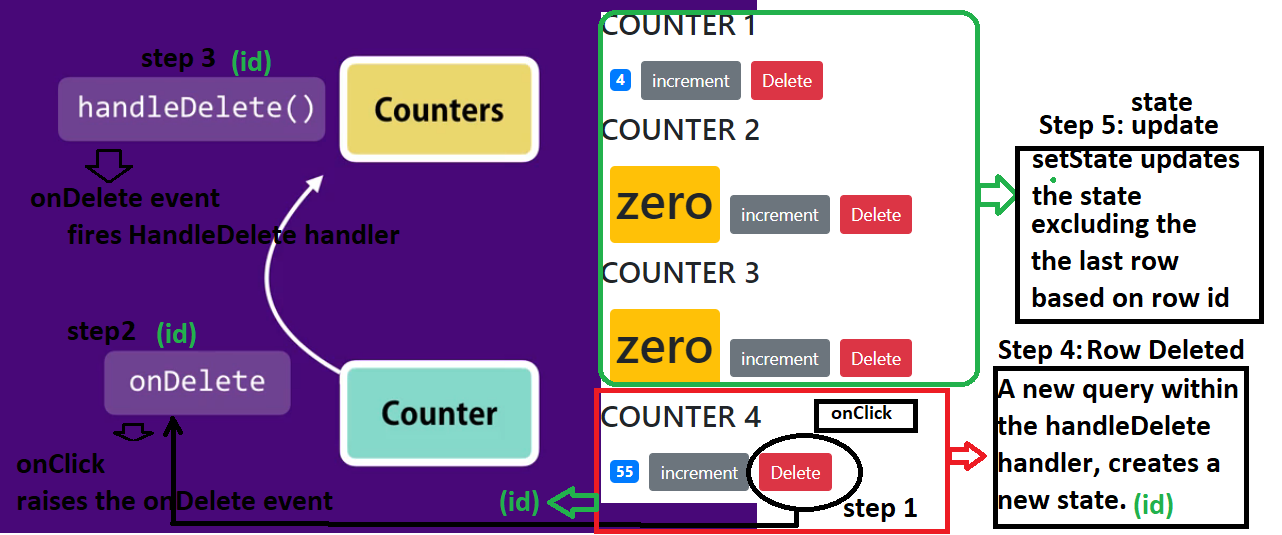 step 3 (id)
handleDelete()
onDelete event
fires HandleDelete handler
Counters
step2 (id)
onDelete
onClick
raises the onDelete event
Counter
(id)
COUNTER 1
4 increment Delete
COUNTER 2
zero increment Delete
COUNTER 3
zero increment Delete
COUNTER 4
onClick
55 increment Delete
step 1
state
Step 5: update
setState updates
the state
excluding the
the last row
based on row id
Step 4: Row Deleted
A new query within
the handleDelete
handler, creates a
new state. (id)